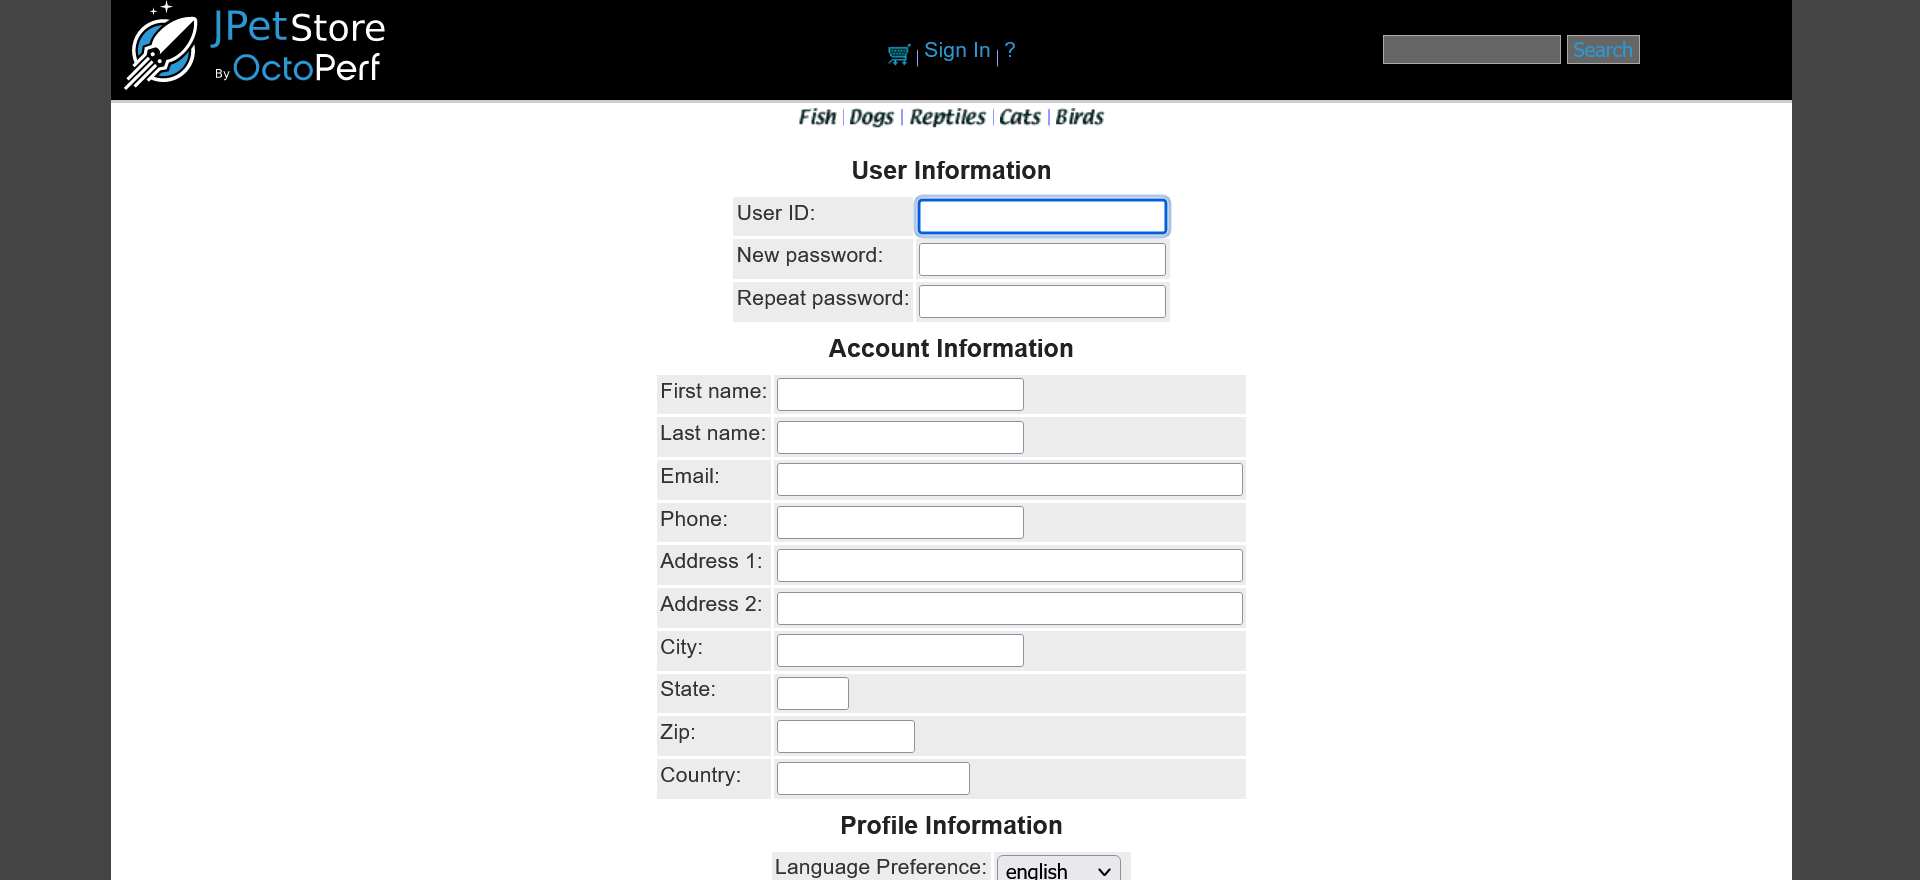 JPetStore
By OctoPerf
Sign In ?
Search
Fish Dogs Reptiles Cats Birds
User Information
User ID:
New password:
Repeat password:
Account Information
First name:
Last name:
Email:
Phone:
Address 1:
Address 2:
City:
State:
Zip:
Country:
Profile Information
Language Preference: english